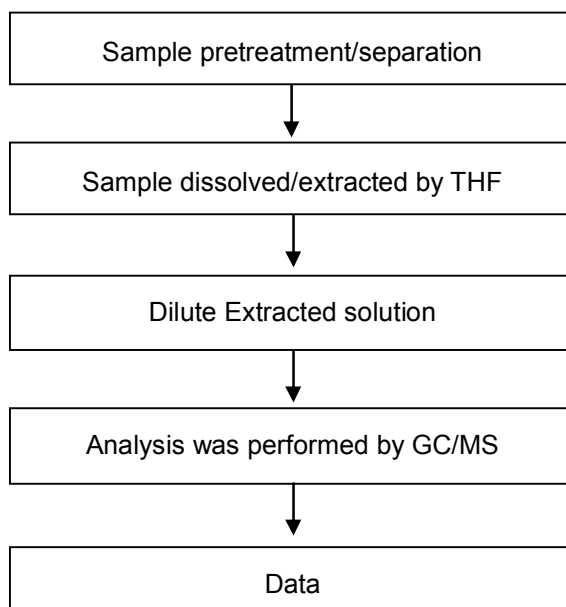 Sample pretreatment/separation
Sample dissolved/extracted by THF
Dilute Extracted solution
Analysis was performed by GC/MS
Data